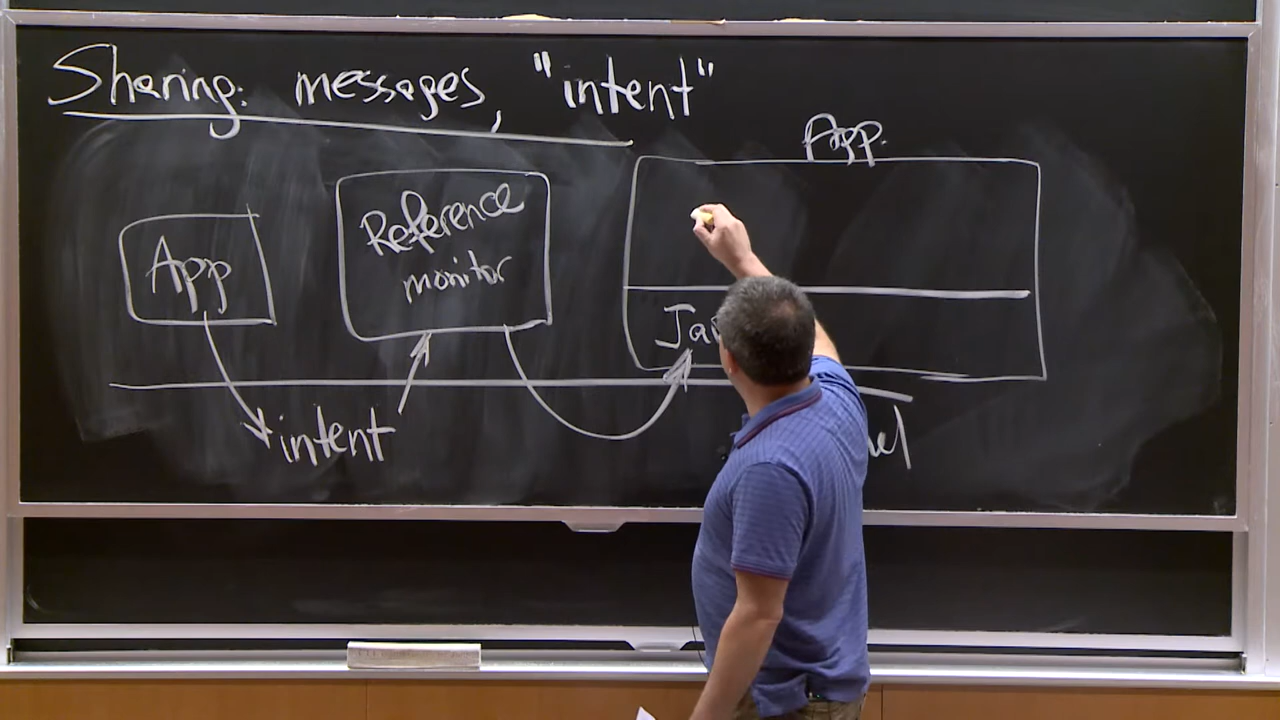 Sharing: messages, "intent"
App.
App
Reference
monitor
intent